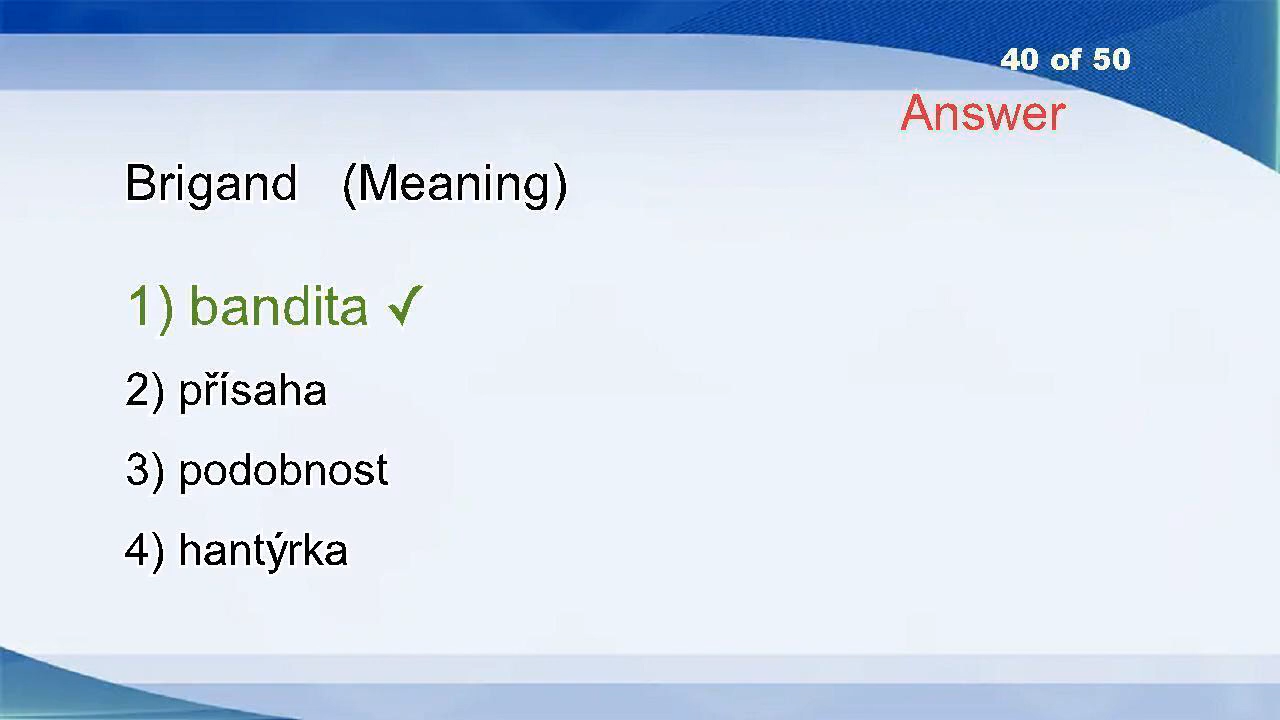 40 of 50
Answer
Brigand (Meaning)
1) bandita ✓
2) přísaha
3) podobnost
4) hantýrka